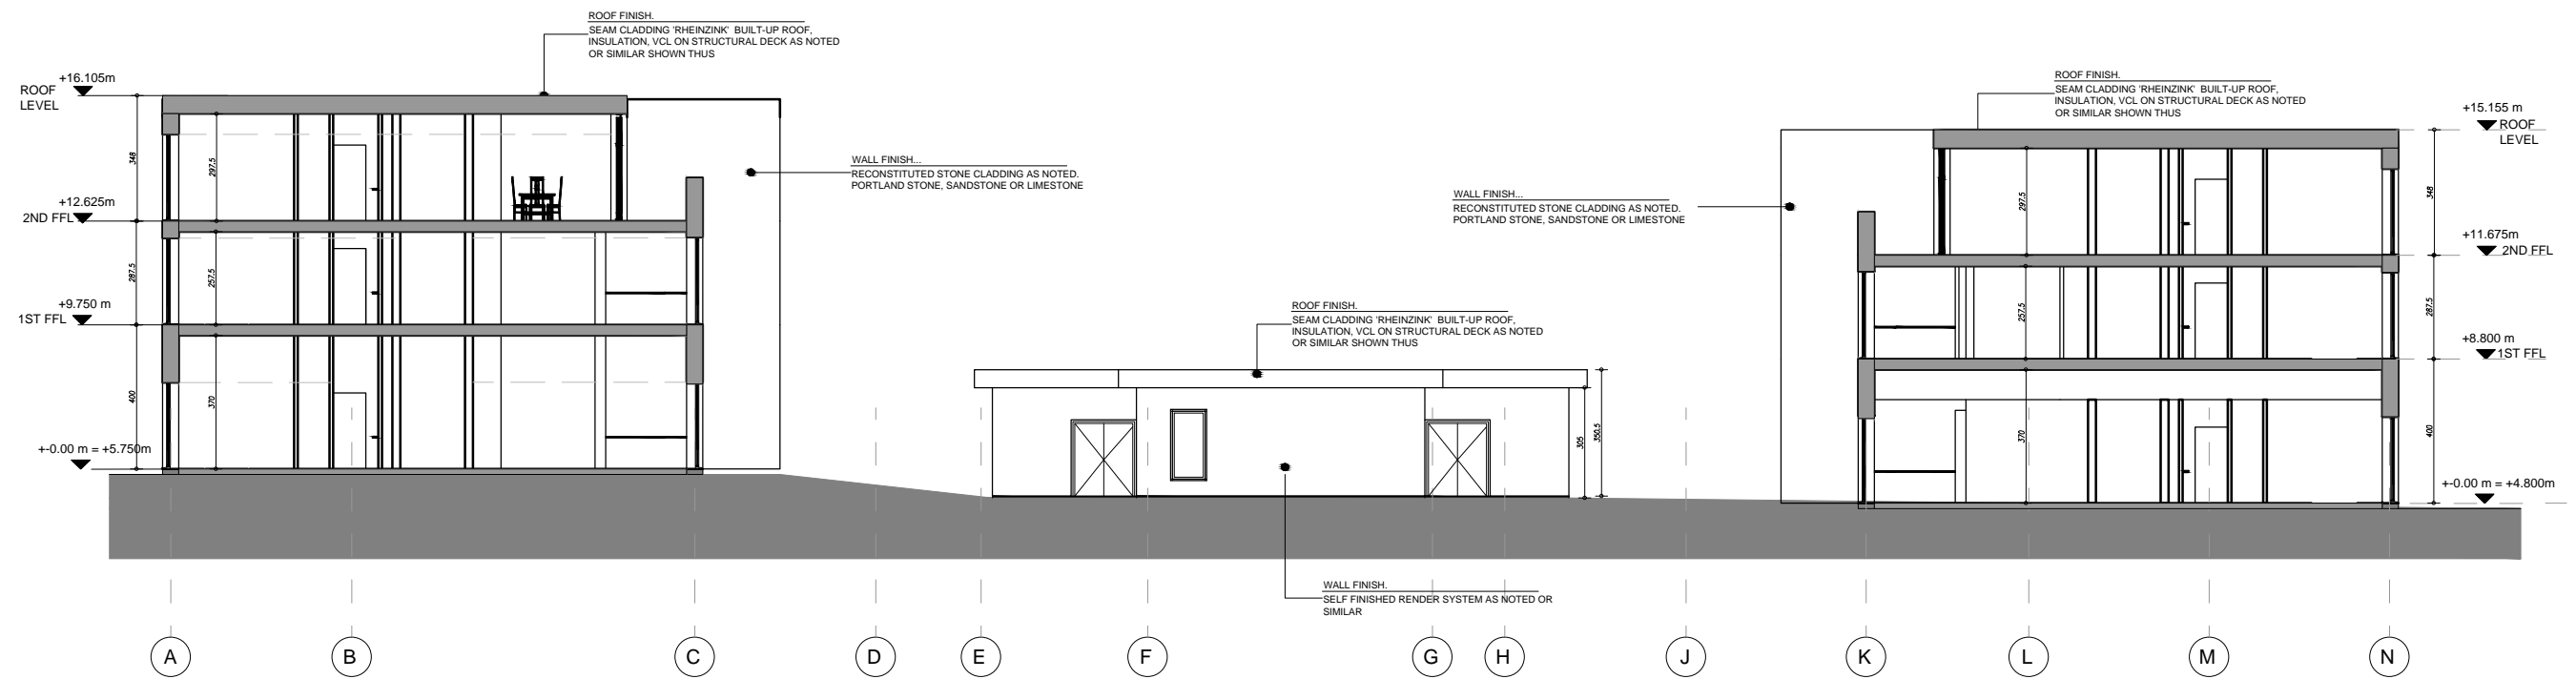 ROOF FINISH.
SEAM CLADDING 'RHEINZINK' BUILT-UP ROOF,
INSULATION, VCL ON STRUCTURAL DECK AS NOTED
OR SIMILAR SHOWN THUS
+16.105m
ROOF
LEVEL
348
297.5
WALL FINISH...
RECONSTITUTED STONE CLADDING AS NOTED.
PORTLAND STONE, SANDSTONE OR LIMESTONE
+12.625m
2ND FFL
287.5
257.5
+9.750 m
1ST FFL
400
370
+-0.00 m = +5.750m
ROOF FINISH.
SEAM CLADDING 'RHEINZINK' BUILT-UP ROOF,
INSULATION, VCL ON STRUCTURAL DECK AS NOTED
OR SIMILAR SHOWN THUS
305
350.5
WALL FINISH.
SELF FINISHED RENDER SYSTEM AS NOTED OR
SIMILAR
ROOF FINISH.
SEAM CLADDING 'RHEINZINK' BUILT-UP ROOF,
INSULATION, VCL ON STRUCTURAL DECK AS NOTED
OR SIMILAR SHOWN THUS
WALL FINISH...
RECONSTITUTED STONE CLADDING AS NOTED.
PORTLAND STONE, SANDSTONE OR LIMESTONE
+15.155 m
ROOF
LEVEL
297.5
348
+11.675m
2ND FFL
257.5
287.5
+8.800 m
1ST FFL
370
400
+-0.00 m = +4.800m
A B C D E F G H J K L M N